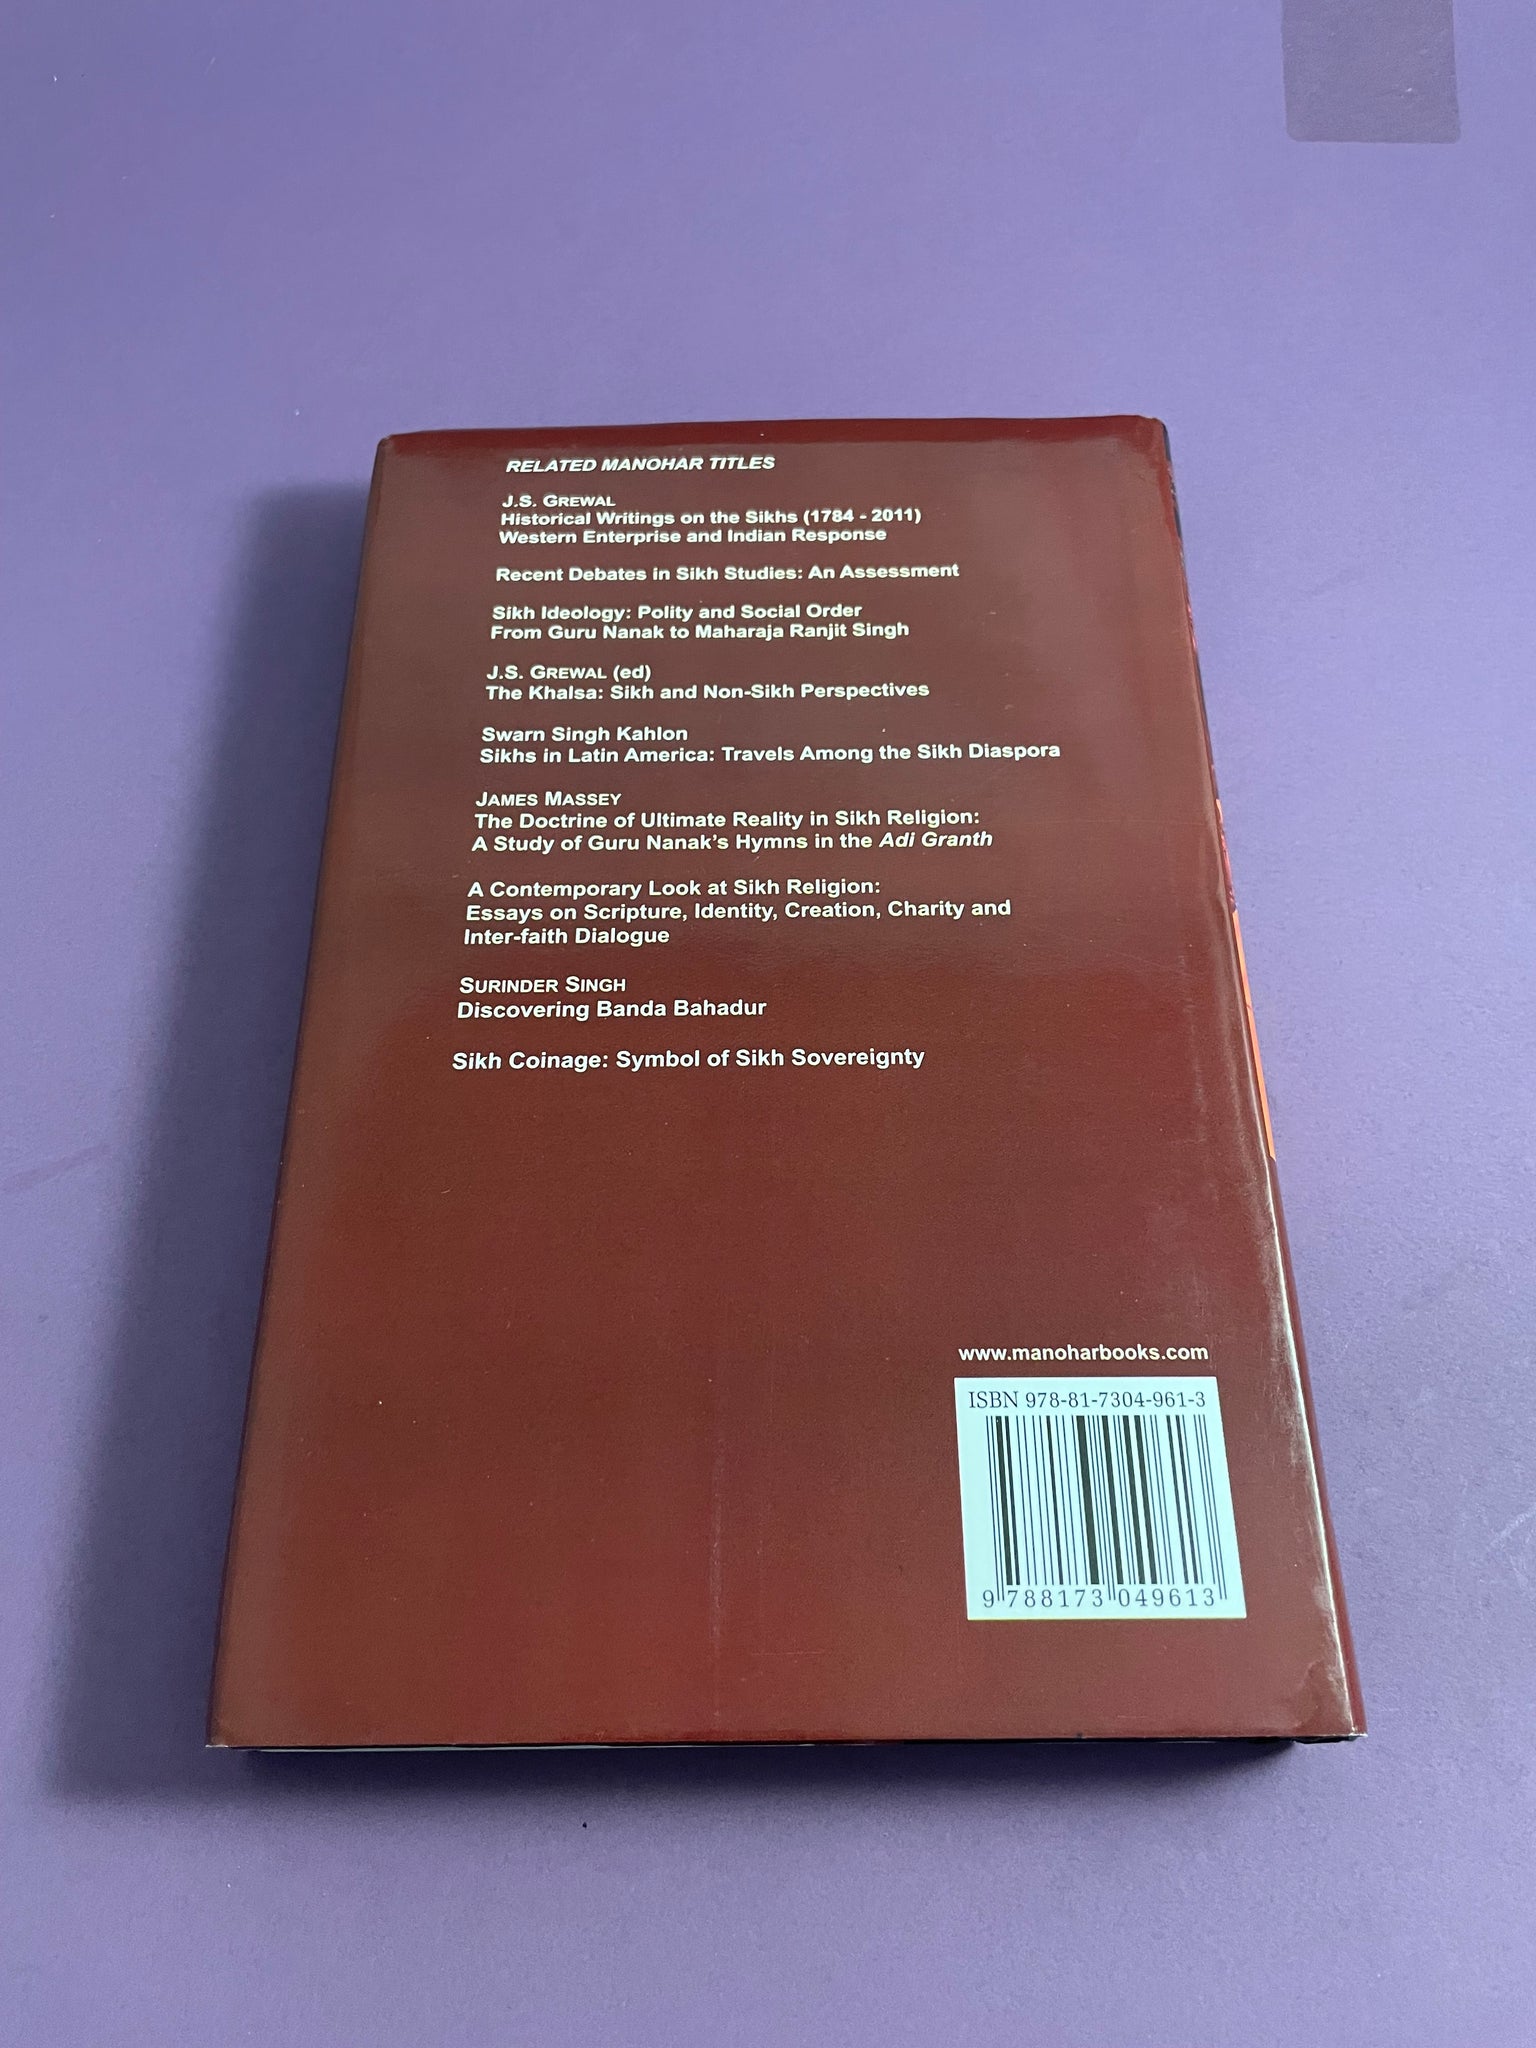 RELATED MANOHAR TITLES
J.S. GREWAL
Historical Writings on the Sikhs (1784 - 2011)
Western Enterprise and Indian Response
Recent Debates in Sikh Studies: An Assessment
Sikh Ideology: Polity and Social Order
From Guru Nanak to Maharaja Ranjit Singh
J.S. GREWAL (ed)
The Khalsa: Sikh and Non-Sikh Perspectives
Swarn Singh Kahlon
Sikhs in Latin America: Travels Among the Sikh Diaspora
JAMES MASSEY
The Doctrine of Ultimate Reality in Sikh Religion:
A Study of Guru Nanak's Hymns in the Adi Granth
A Contemporary Look at Sikh Religion:
Essays on Scripture, Identity, Creation, Charity and
Inter-faith Dialogue
SURINDER SINGH
Discovering Banda Bahadur
Sikh Coinage: Symbol of Sikh Sovereignty
www.manoharbooks.com
ISBN 978-81-7304-961-3
9 788173 049613